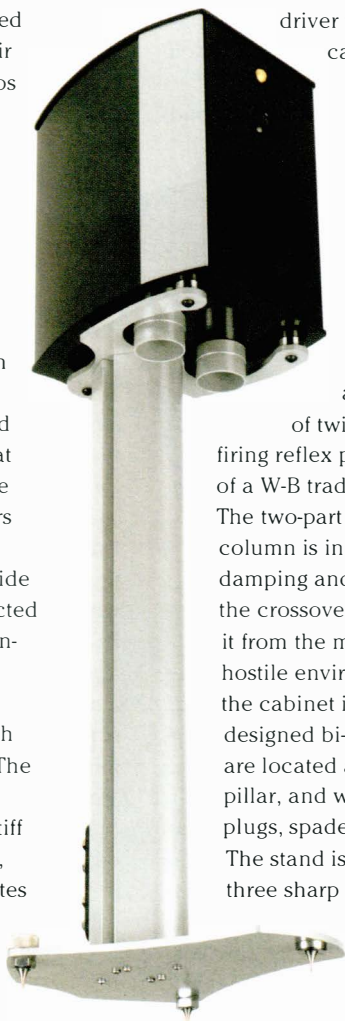 ed
ir
os
n
d
at
e
rs
ide
cted
n-
h
The
tiff
,
tes
driver
ca
a
of twi
firing reflex p
of a W-B trad
The two-part
column is in
damping and
the crossove
it from the m
hostile envir
the cabinet i
designed bi-
are located a
pillar, and w
plugs, spade
The stand is
three sharp